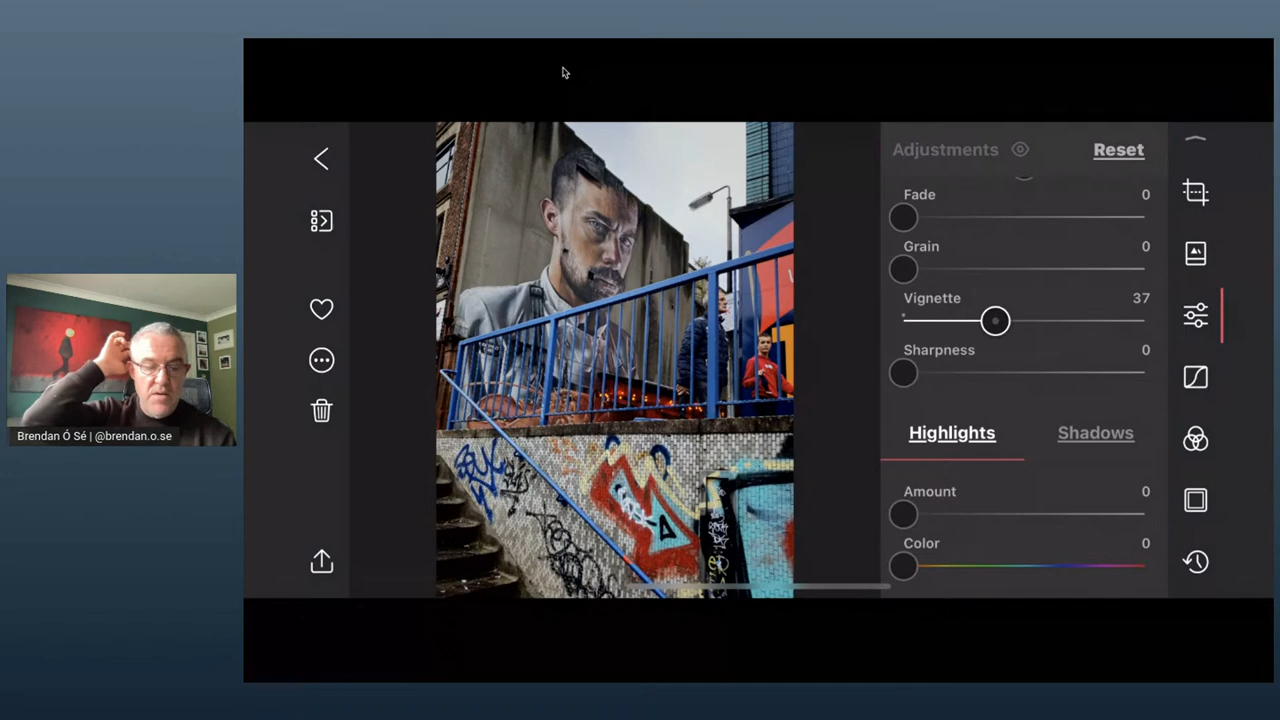 Adjustments
Reset
Fade
0
Grain
0
Vignette
37
Sharpness
0
Highlights
Shadows
Amount
0
Color
0
Brendan Ó Sé | @brendan.o.se